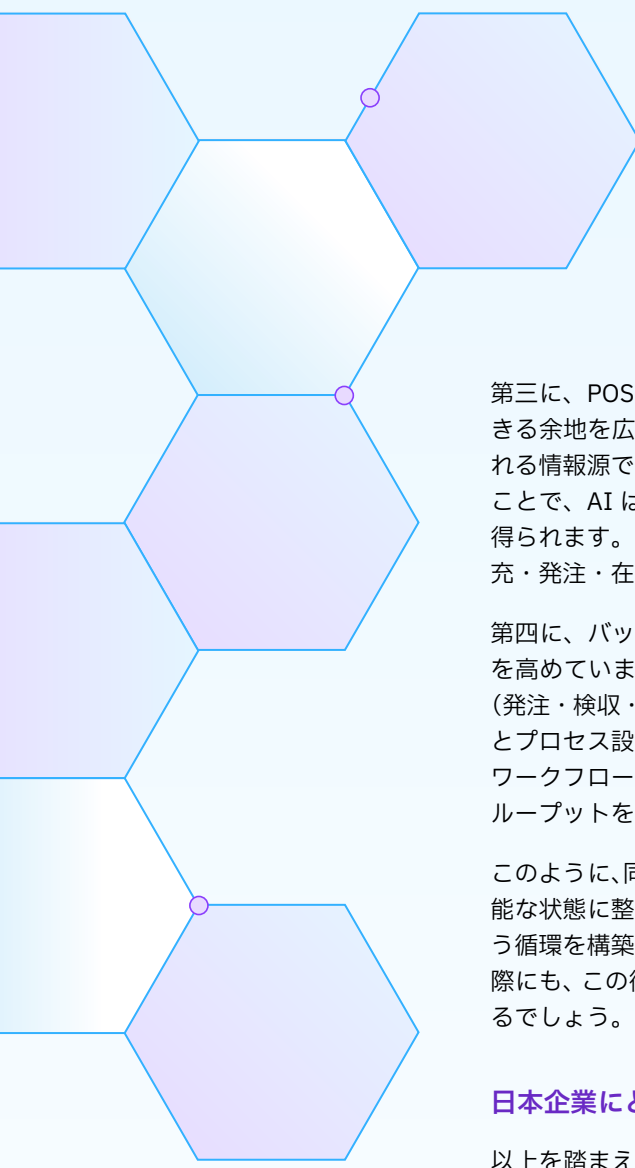 第三に、POS
きる余地を広
れる情報源で
ことで、AI は
得られます。
充・発注・在
第四に、バッ
を高めていま
（発注・検収・
とプロセス設
ワークフロー
ループットを
このように、同
能な状態に整
う循環を構築
際にも、この
るでしょう。
日本企業に
以上を踏まえ